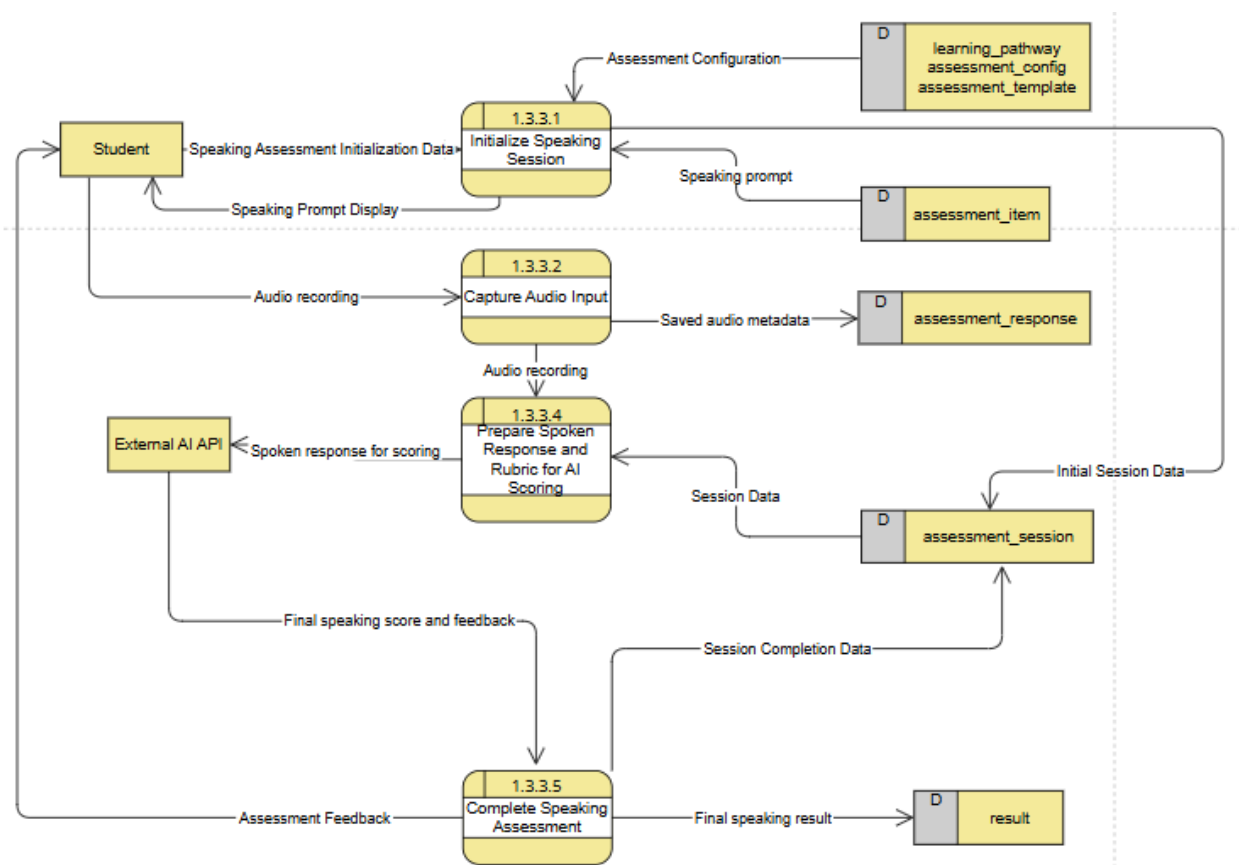 D
learning_pathway
assessment_config
assessment_template
Assessment Configuration
1.3.3.1
Initialize Speaking
Session
Student
Speaking Assessment Initialization Data
Speaking prompt
D
assessment_item
Speaking Prompt Display
1.3.3.2
Capture Audio Input
Audio recording
D
assessment_response
Saved audio metadata
Audio recording
1.3.3.4
Prepare Spoken
Response and
Rubric for AI
Scoring
External AI API
Spoken response for scoring
Initial Session Data
Session Data
D
assessment_session
Final speaking score and feedback
Session Completion Data
1.3.3.5
Complete Speaking
Assessment
Assessment Feedback
Final speaking result
D
result